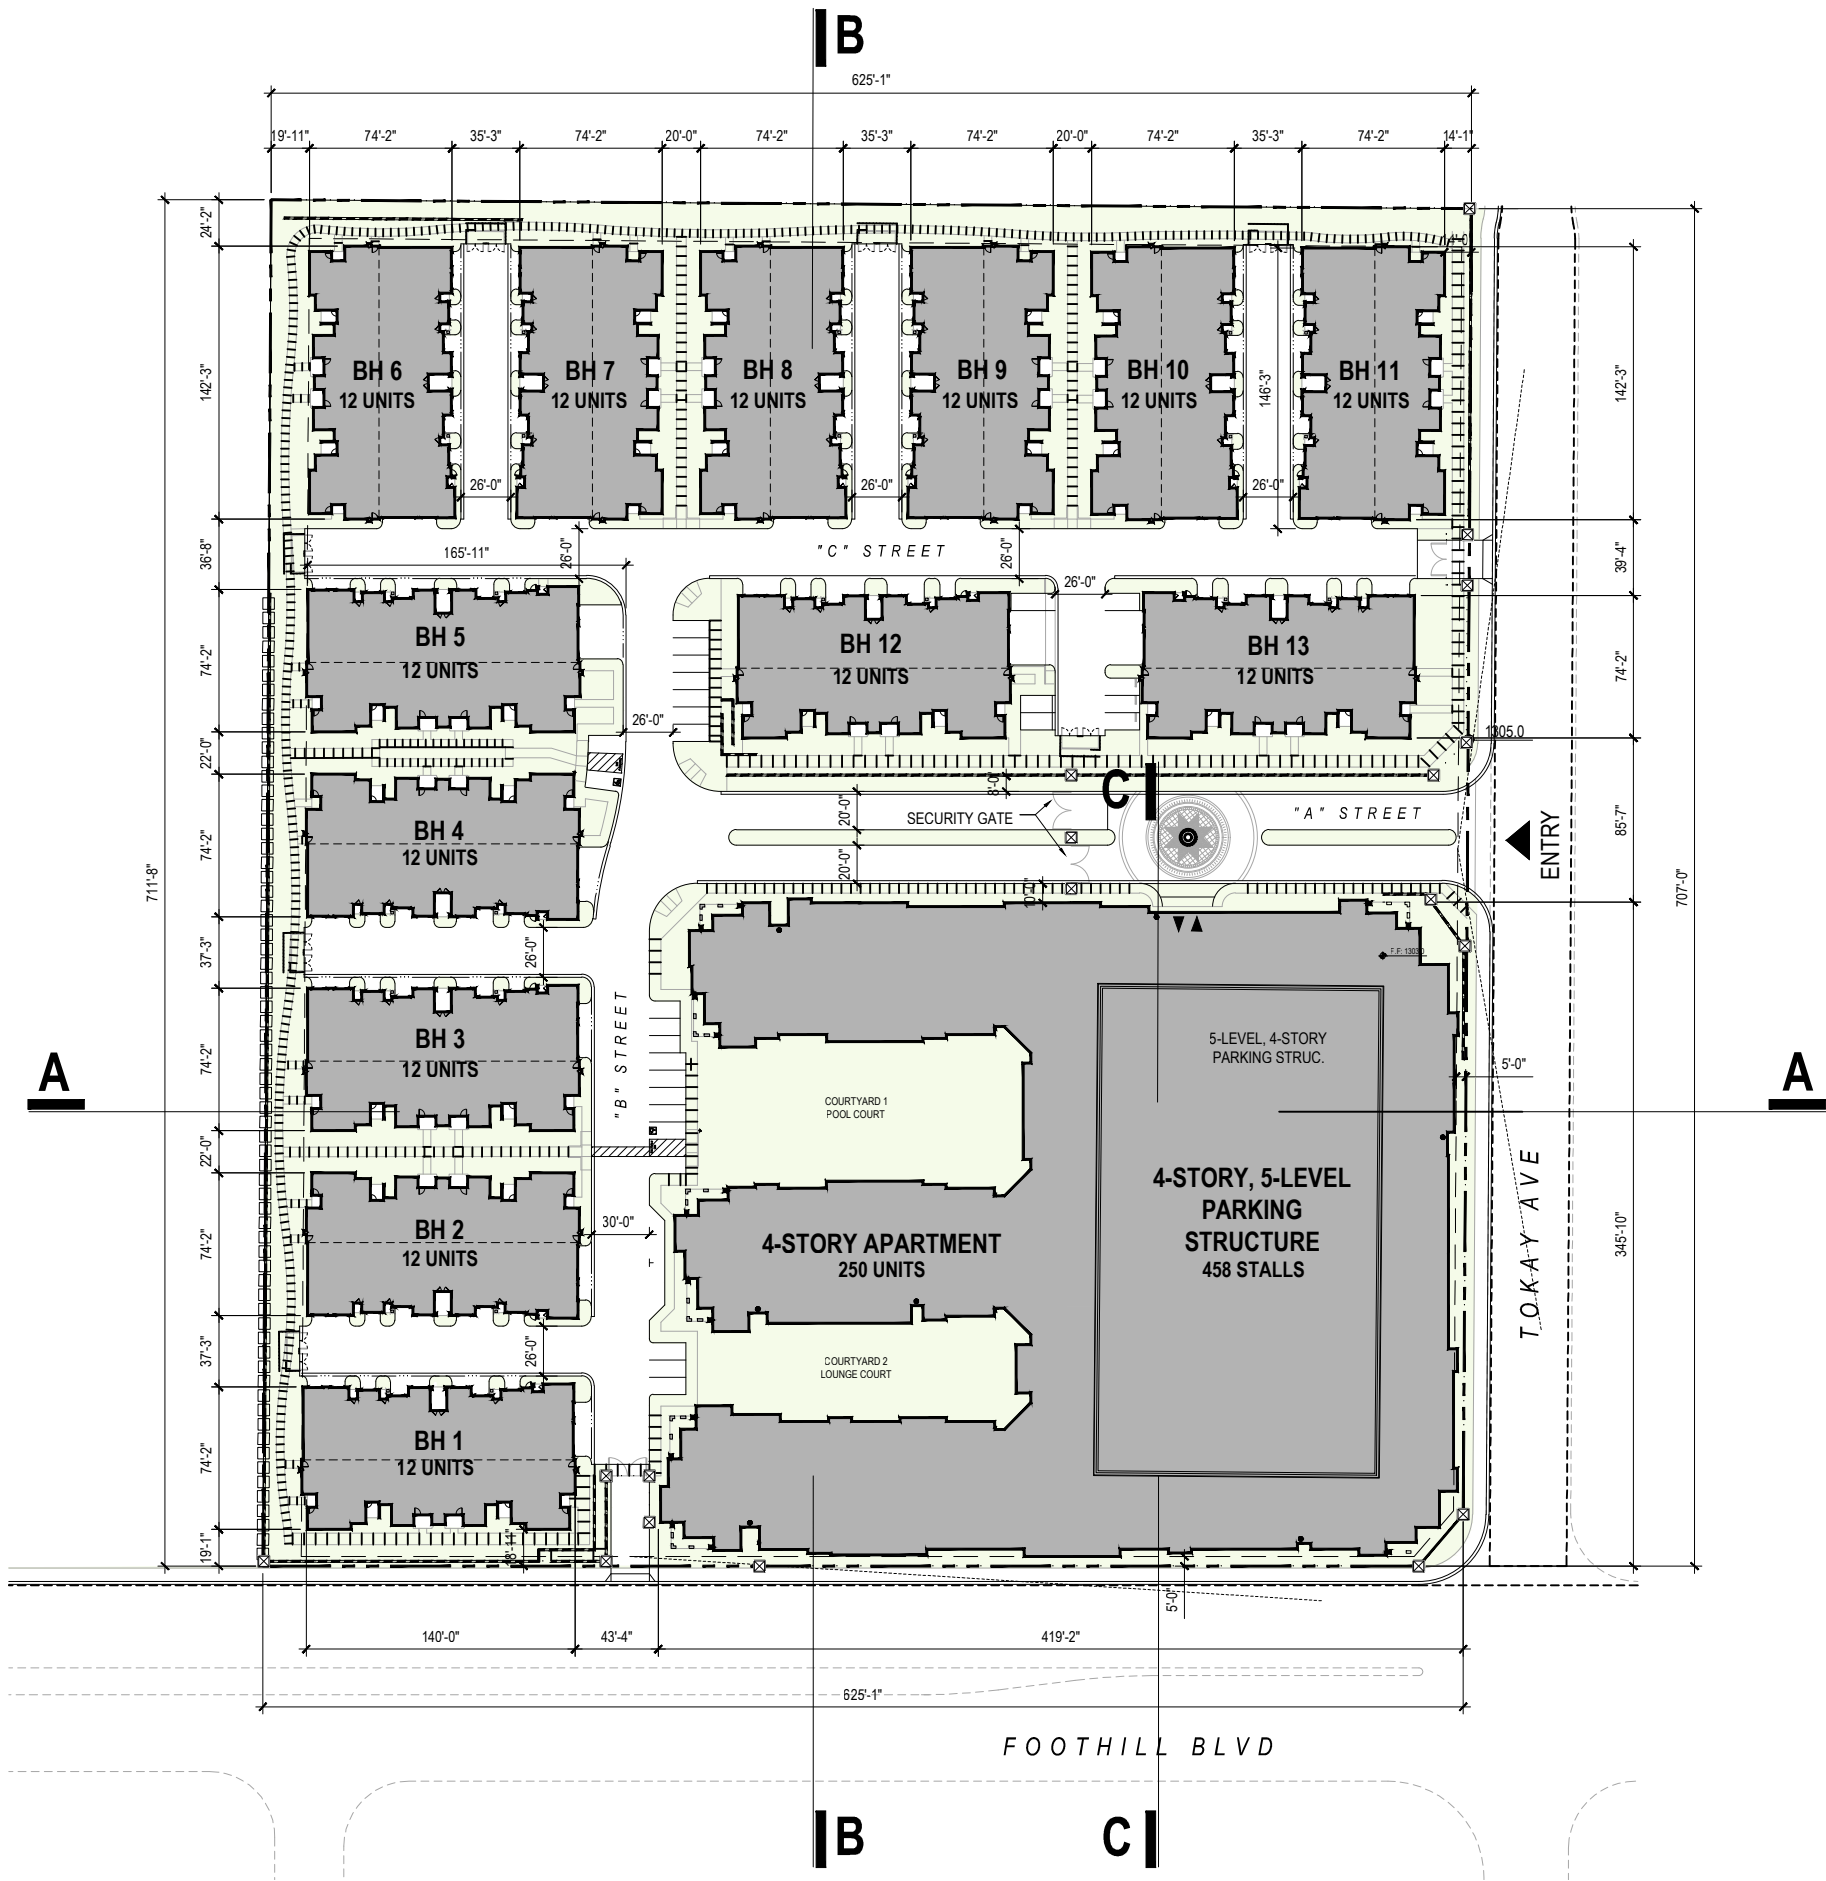 B
625'-1"
19'-11" 74'-2" 35'-3" 74'-2" 20'-0" 74'-2" 35'-3" 74'-2" 20'-0" 74'-2" 35'-3" 74'-2" 14'-1"
24'-2"
142'-3"
BH 6
12 UNITS
BH 7
12 UNITS
BH 8
12 UNITS
BH 9
12 UNITS
BH 10
12 UNITS
146'-3"
BH 11
12 UNITS
142'-3"
26'-0"
26'-0"
26'-0"
36'-8"
165'-11"
26'-0"
"C" STREET
26'-0"
26'-0"
39'-4"
74'-2"
BH 5
12 UNITS
26'-0"
BH 12
12 UNITS
BH 13
12 UNITS
74'-2"
1305.0
22'-0"
74'-2"
BH 4
12 UNITS
8'-0"
C
SECURITY GATE
20'-0"
20'-0"
"A" STREET
ENTRY
85'-7"
711'-8"
707'-0"
10'-0"
37'-3"
26'-0"
F.F: 1303.0
74'-2"
BH 3
12 UNITS
"B" STREET
5-LEVEL, 4-STORY
PARKING STRUC.
5'-0"
A
A
COURTYARD 1
POOL COURT
22'-0"
74'-2"
BH 2
12 UNITS
30'-0"
4-STORY APARTMENT
250 UNITS
4-STORY, 5-LEVEL
PARKING
STRUCTURE
458 STALLS
TOKAY AVE
345'-10"
37'-3"
26'-0"
COURTYARD 2
LOUNGE COURT
74'-2"
BH 1
12 UNITS
19'-1"
18'-11"
5'-0"
140'-0" 43'-4" 419'-2"
625'-1"
FOOTHILL BLVD
B
C